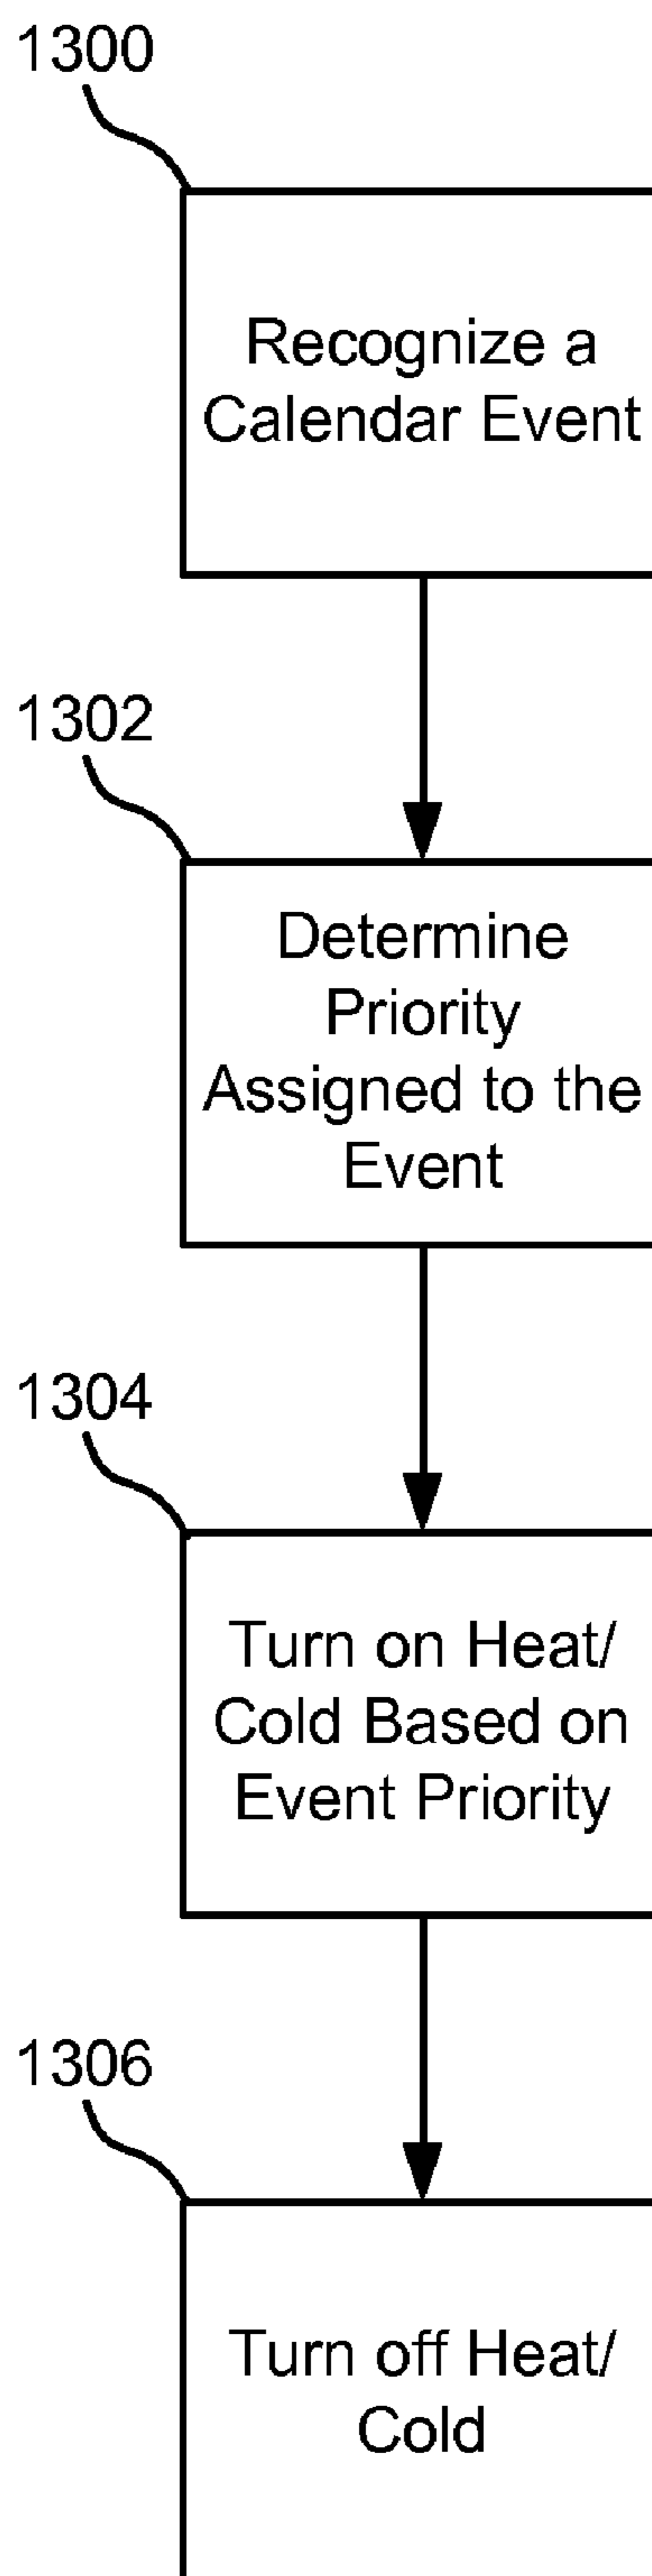 1300
Recognize a
Calendar Event
1302
Determine
Priority
Assigned to the
Event
1304
Turn on Heat/
Cold Based on
Event Priority
1306
Turn off Heat/
Cold